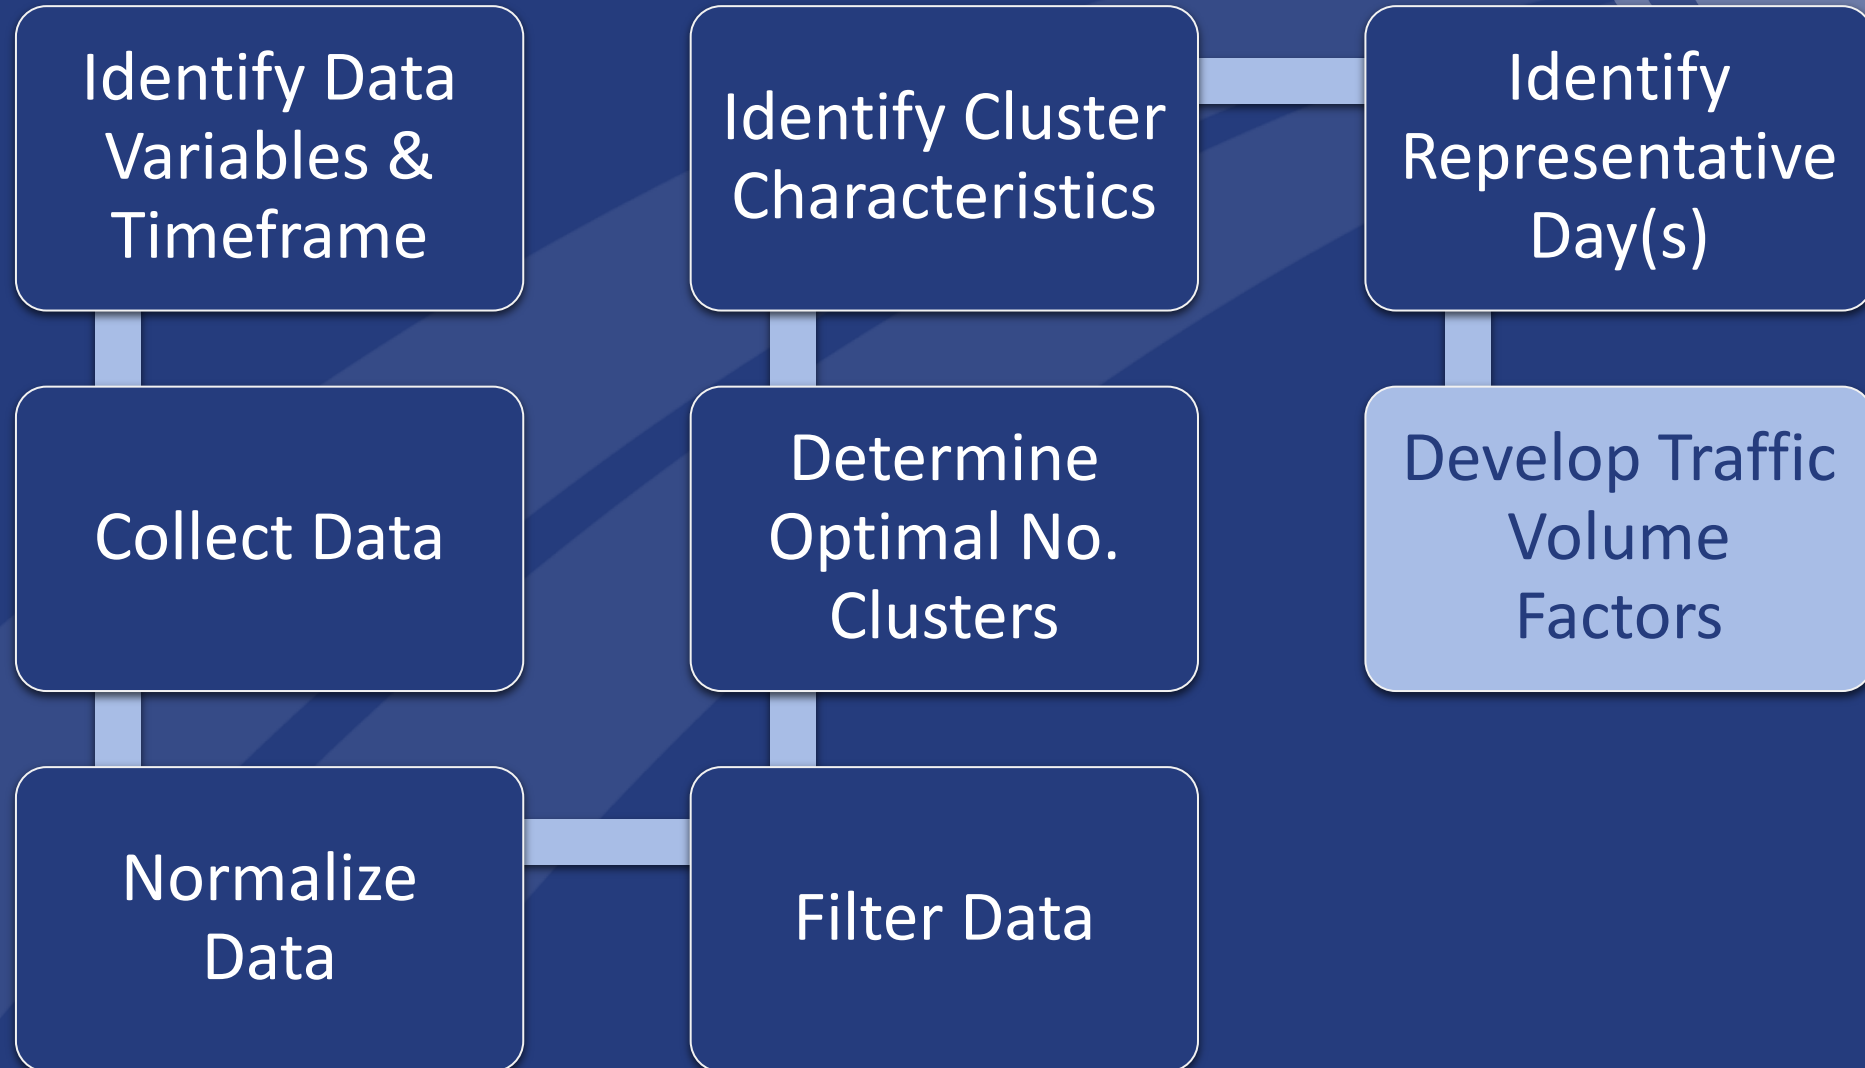 Identify Data
Variables &
Timeframe
Collect Data
Normalize
Data
Filter Data
Determine
Optimal No.
Clusters
Identify Cluster
Characteristics
Identify
Representative
Day(s)
Develop Traffic
Volume
Factors